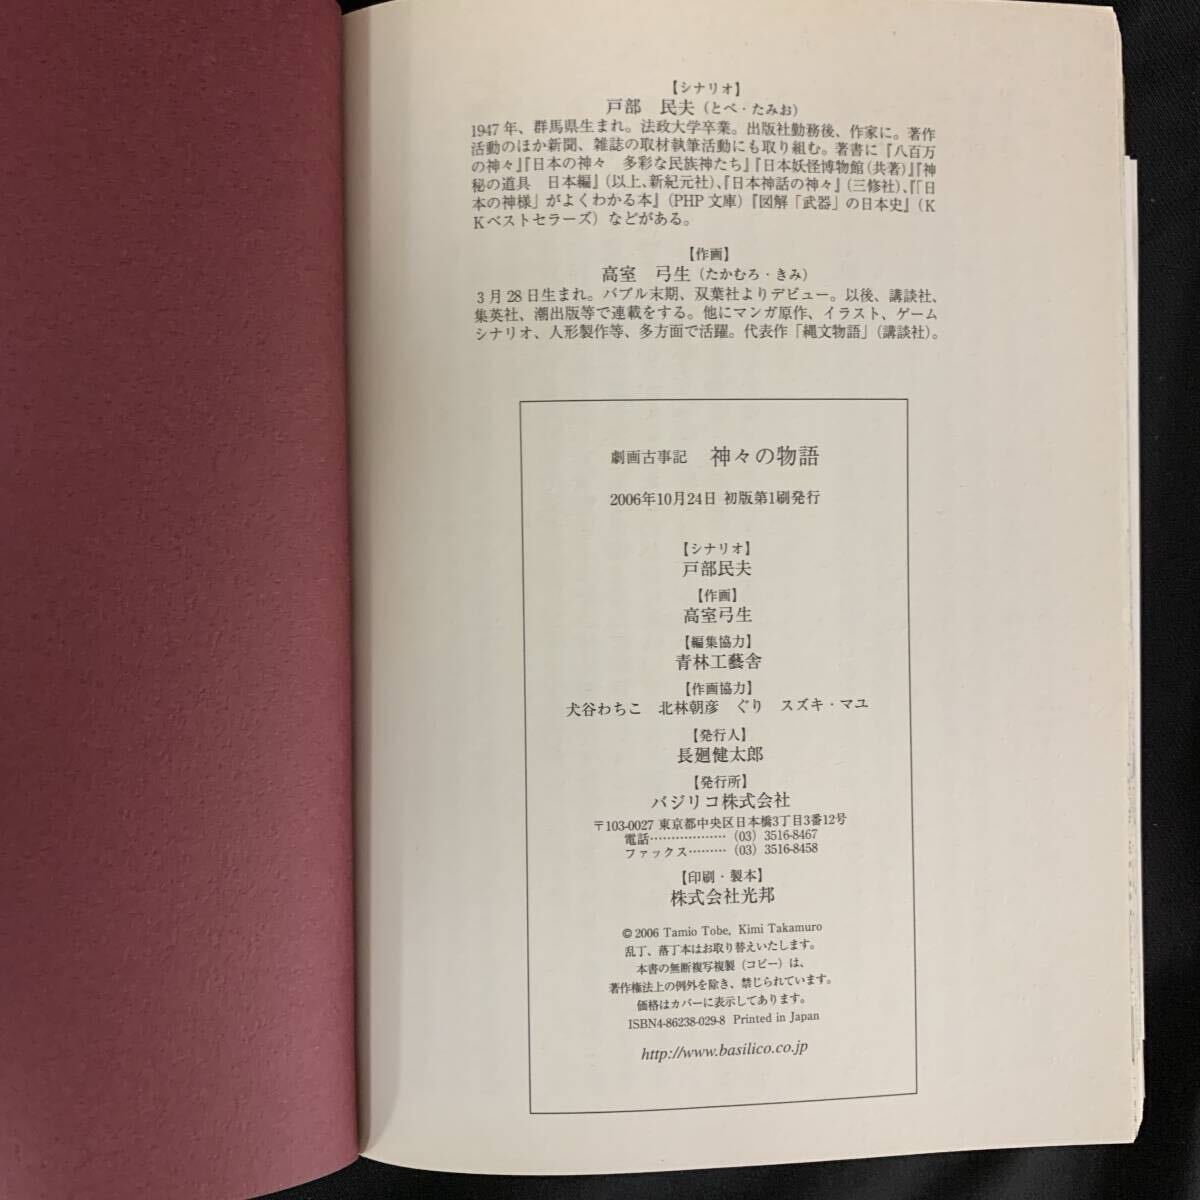 【シナリオ】
戸部　民夫（とべ・たみお）
1947年、群馬県生まれ。法政大学卒業。出版社勤務後、作家に。著作
活動のほか新聞、雑誌の取材執筆活動にも取り組む。著書に『八百万
の神々』『日本の神々　多彩な民族神たち』『日本妖怪博物館（共著）』『神
秘の道具　日本編』（以上、新紀元社）、『日本神話の神々』（三修社）、『「日
本の神様」がよくわかる本』（PHP文庫）『図解「武器」の日本史』（K
Kベストセラーズ）などがある。
【作画】
高室　弓生（たかむろ・きみ）
3月28日生まれ。バブル末期、双葉社よりデビュー。以後、講談社、
集英社、潮出版等で連載をする。他にマンガ原作、イラスト、ゲーム
シナリオ、人形製作等、多方面で活躍。代表作「縄文物語」（講談社）。
劇画古事記　神々の物語
2006年10月24日 初版第1刷発行
【シナリオ】
戸部民夫
【作画】
高室弓生
【編集協力】
青林工藝舎
【作画協力】
犬谷わちこ　北林朝彦　ぐり　スズキ・マユ
【発行人】
長廻健太郎
【発行所】
バジリコ株式会社
〒103-0027 東京都中央区日本橋3丁目3番12号
電話………………（03）3516-8467
ファックス………（03）3516-8458
【印刷・製本】
株式会社光邦
© 2006 Tamio Tobe, Kimi Takamuro
乱丁、落丁本はお取り替えいたします。
本書の無断複写複製（コピー）は、
著作権法上の例外を除き、禁じられています。
価格はカバーに表示してあります。
ISBN4-86238-029-8 Printed in Japan
http://www.basilico.co.jp